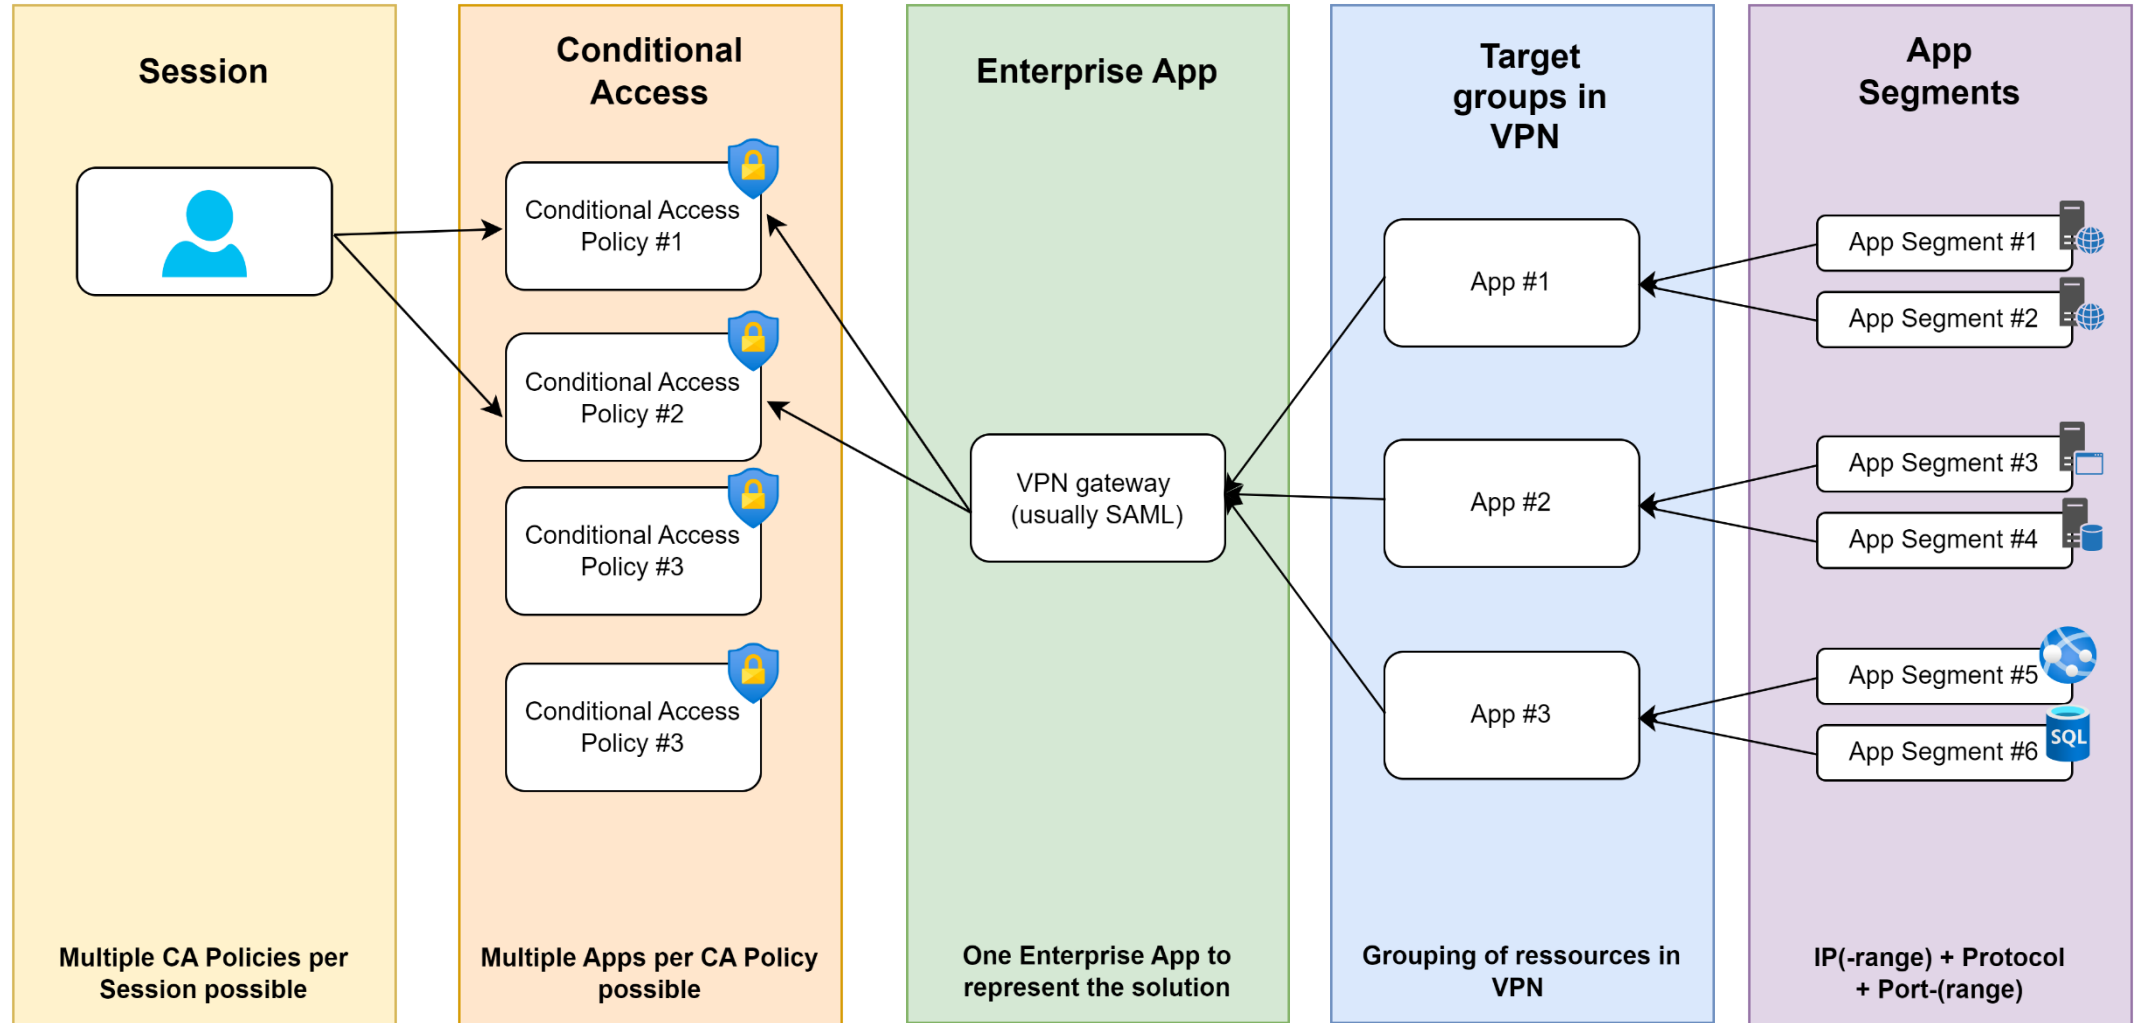 Session
Multiple CA Policies per
Session possible
Conditional
Access
Conditional Access
Policy #1
Conditional Access
Policy #2
Conditional Access
Policy #3
Conditional Access
Policy #3
Multiple Apps per CA Policy
possible
Enterprise App
VPN gateway
(usually SAML)
One Enterprise App to
represent the solution
Target
groups in
VPN
App #1
App #2
App #3
Grouping of ressources in
VPN
App
Segments
App Segment #1
App Segment #2
App Segment #3
App Segment #4
App Segment #5
App Segment #6
SQL
IP(-range) + Protocol
+ Port-(range)